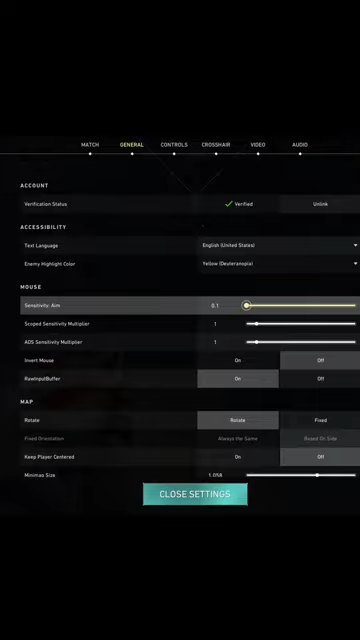 MATCH GENERAL CONTROLS CROSSHAIR VIDEO AUDIO
ACCOUNT
Verification Status Verified Unlink
ACCESSIBILITY
Text Language English (United States)
Enemy Highlight Color Yellow (Deuteranopia)
MOUSE
Sensitivity: Aim 0.1
Scoped Sensitivity Multiplier 1
ADS Sensitivity Multiplier 1
Invert Mouse On Off
RawInputBuffer On Off
MAP
Rotate Rotate Fixed
Fixed Orientation Always the Same Based On Side
Keep Player Centered On Off
Minimap Size 1.058
CLOSE SETTINGS